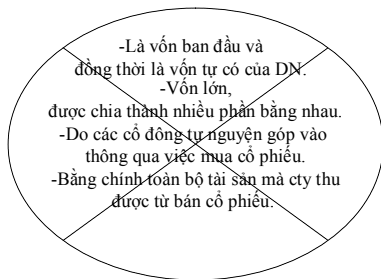 -Là vốn ban đầu và
đồng thời là vốn tự có của DN.
-Vốn lớn,
được chia thành nhiều phần bằng nhau.
-Do các cổ đông tự nguyện góp vào
thông qua việc mua cổ phiếu.
-Bằng chính toàn bộ tài sản mà cty thu
được từ bán cổ phiếu.